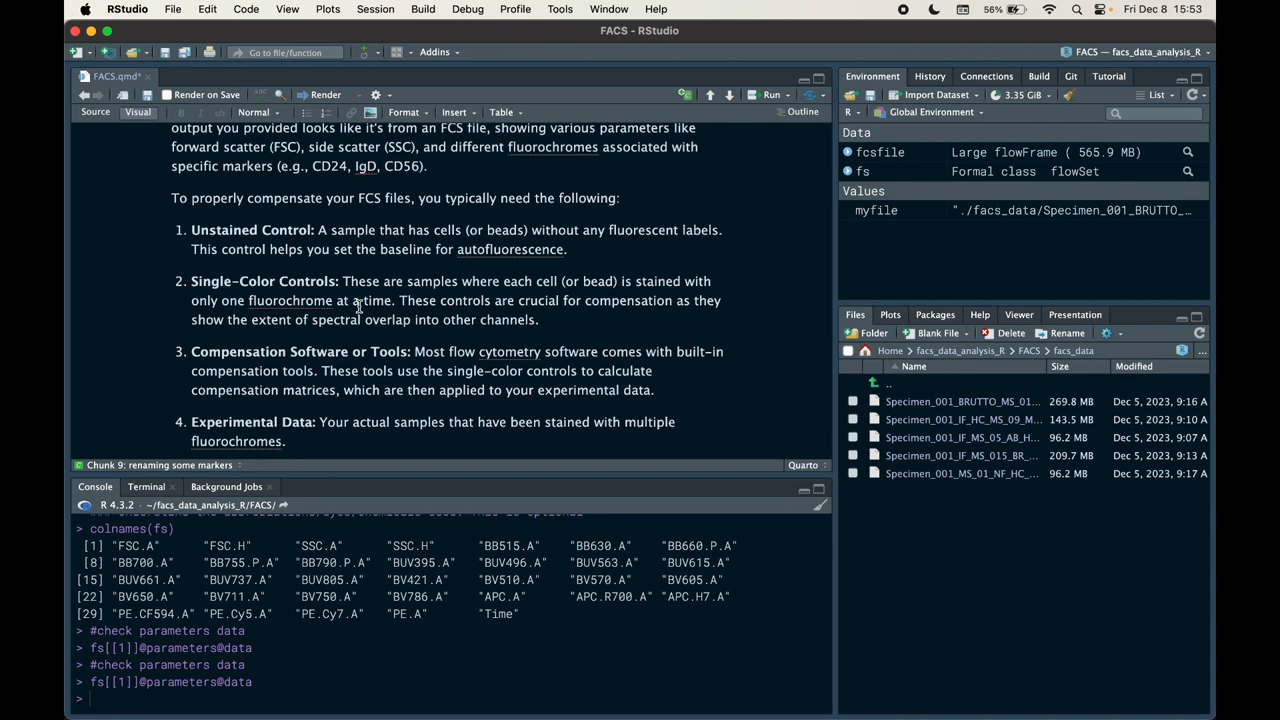 RStudio File Edit Code View Plots Session Build Debug Profile Tools Window Help 56% Fri Dec 8 15:53
FACS - RStudio
Go to file/function Addins FACS — facs_data_analysis_R
FACS.qmd*
Render on Save Render Run
Source Visual B I Normal Format Insert Table Outline
output you provided looks like it's from an FCS file, showing various parameters like
forward scatter (FSC), side scatter (SSC), and different fluorochromes associated with
specific markers (e.g., CD24, IgD, CD56).
To properly compensate your FCS files, you typically need the following:
1. Unstained Control: A sample that has cells (or beads) without any fluorescent labels.
This control helps you set the baseline for autofluorescence.
2. Single-Color Controls: These are samples where each cell (or bead) is stained with
only one fluorochrome at a time. These controls are crucial for compensation as they
show the extent of spectral overlap into other channels.
3. Compensation Software or Tools: Most flow cytometry software comes with built-in
compensation tools. These tools use the single-color controls to calculate
compensation matrices, which are then applied to your experimental data.
4. Experimental Data: Your actual samples that have been stained with multiple
fluorochromes.
Chunk 9: renaming some markers Quarto
Console Terminal Background Jobs
R 4.3.2 · ~/facs_data_analysis_R/FACS/
> colnames(fs)
[1] "FSC.A" "FSC.H" "SSC.A" "SSC.H" "BB515.A" "BB630.A" "BB660.P.A"
[8] "BB700.A" "BB755.P.A" "BB790.P.A" "BUV395.A" "BUV496.A" "BUV563.A" "BUV615.A"
[15] "BUV661.A" "BUV737.A" "BUV805.A" "BV421.A" "BV510.A" "BV570.A" "BV605.A"
[22] "BV650.A" "BV711.A" "BV750.A" "BV786.A" "APC.A" "APC.R700.A" "APC.H7.A"
[29] "PE.CF594.A" "PE.Cy5.A" "PE.Cy7.A" "PE.A" "Time"
> #check parameters data
> fs[[1]]@parameters@data
> #check parameters data
> fs[[1]]@parameters@data
>
Environment History Connections Build Git Tutorial
Import Dataset 3.35 GiB List
R Global Environment
Data
fcsfile Large flowFrame ( 565.9 MB)
fs Formal class flowSet
Values
myfile "./facs_data/Specimen_001_BRUTTO_…
Files Plots Packages Help Viewer Presentation
Folder Blank File Delete Rename
Home > facs_data_analysis_R > FACS > facs_data
Name Size Modified
..
Specimen_001_BRUTTO_MS_01... 269.8 MB Dec 5, 2023, 9:16 A
Specimen_001_IF_HC_MS_09_M... 143.5 MB Dec 5, 2023, 9:10 A
Specimen_001_IF_MS_05_AB_H... 96.2 MB Dec 5, 2023, 9:07 A
Specimen_001_IF_MS_015_BR_... 209.7 MB Dec 5, 2023, 9:13 A
Specimen_001_MS_01_NF_HC_... 96.2 MB Dec 5, 2023, 9:17 A